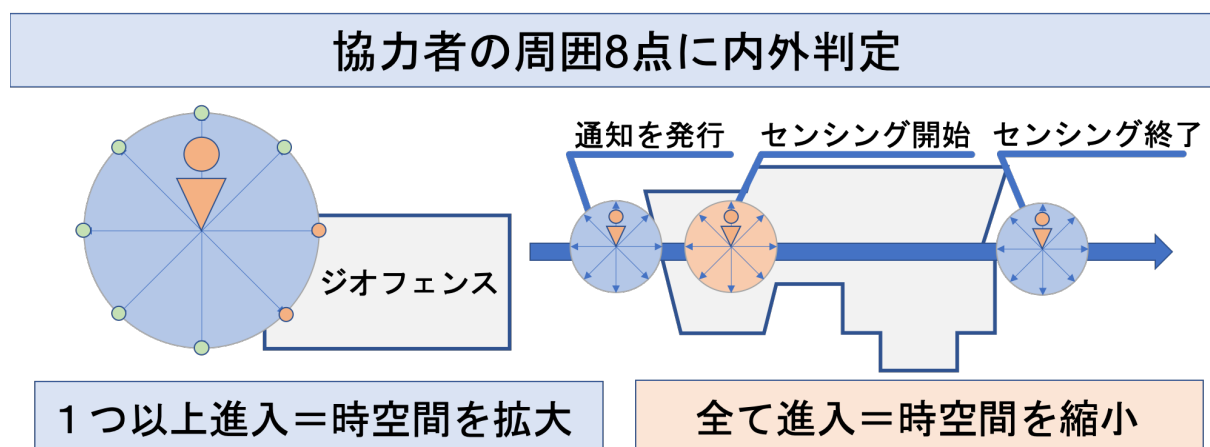 協力者の周囲8点に内外判定
通知を発行
センシング開始
センシング終了
ジオフェンス
１つ以上進入＝時空間を拡大
全て進入＝時空間を縮小